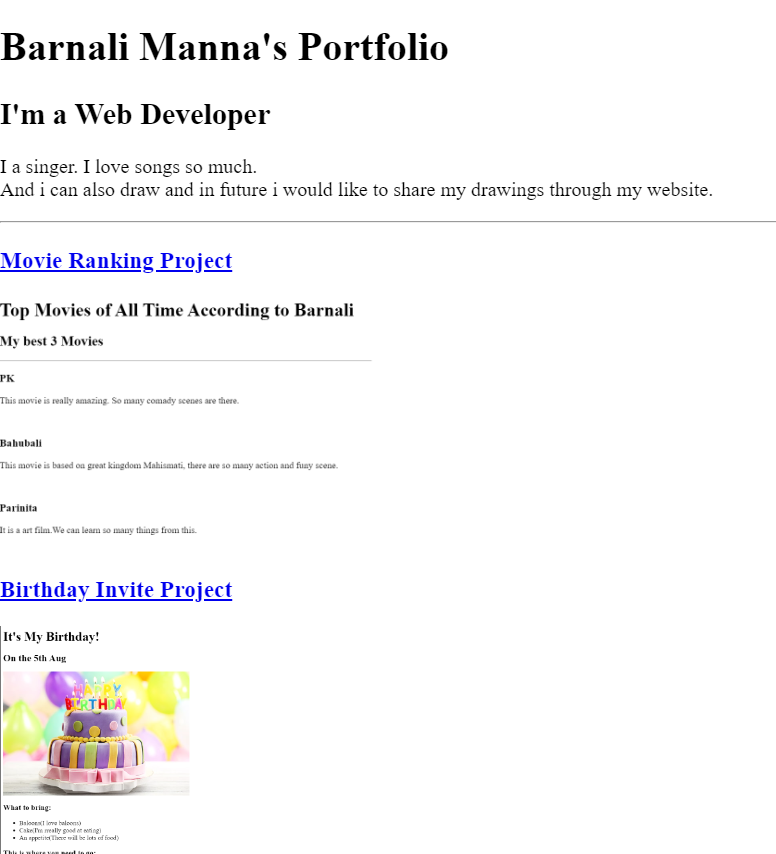 Barnali Manna's Portfolio
I'm a Web Developer
I a singer. I love songs so much.
And i can also draw and in future i would like to share my drawings through my website.
Movie Ranking Project
Top Movies of All Time According to Barnali
My best 3 Movies
PK
This movie is really amazing. So many comady scenes are there.
Bahubali
This movie is based on great kingdom Mahismati, there are so many action and funy scene.
Parinita
It is a art film.We can learn so many things from this.
Birthday Invite Project
It's My Birthday!
On the 5th Aug
HAPPY
BIRTHDAY
What to bring:
Baloons(I love baloons)
Cake(I'm really good at eating)
An appetite(There will be lots of food)
This is where you need to go: